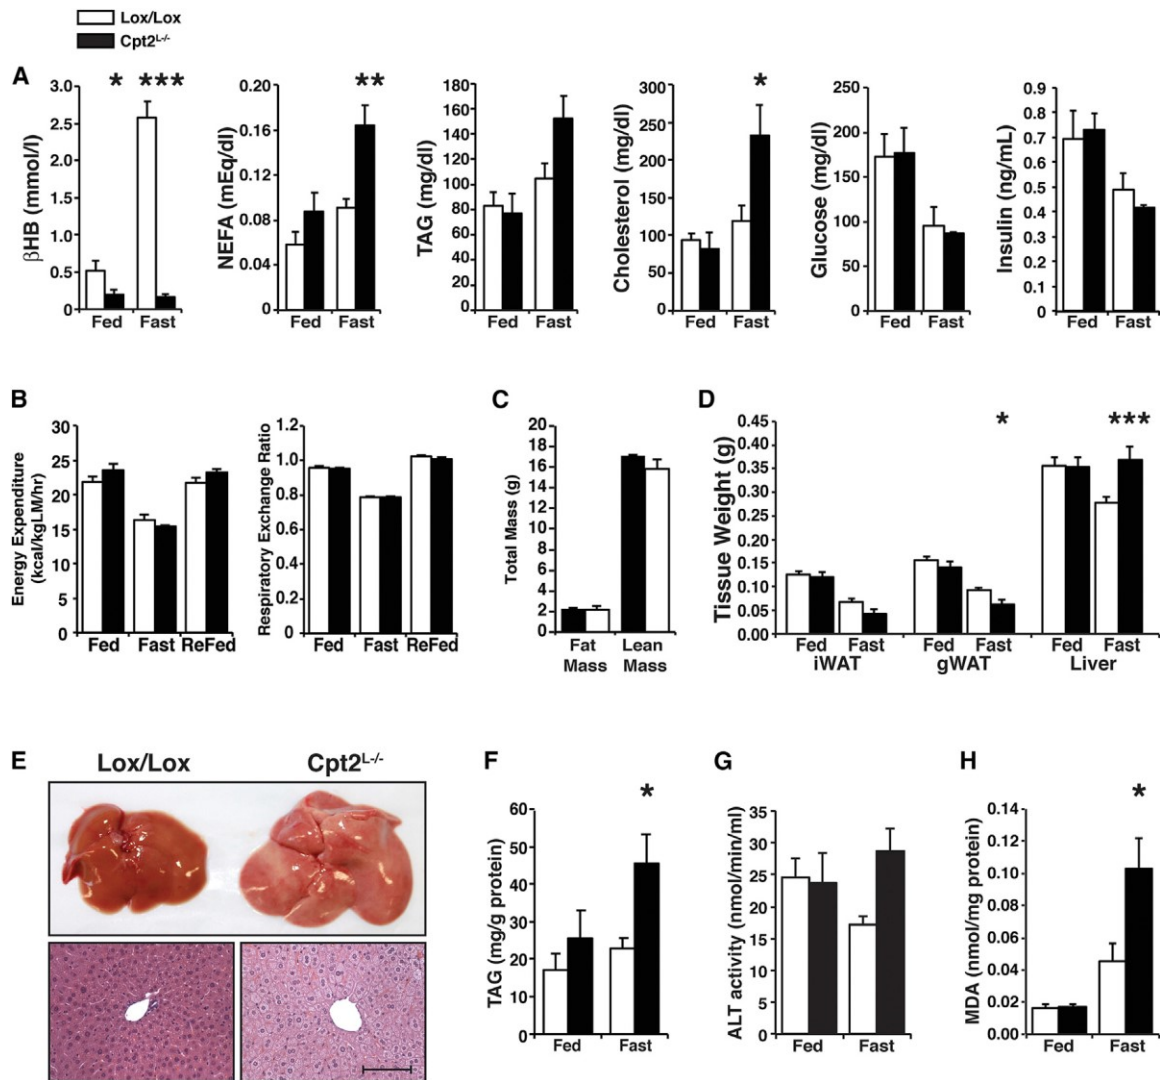 Lox/Lox
Cpt2L-/-
A
* ***
βHB (mmol/l)
3.0
2.5
2.0
1.5
1.0
0.5
0
Fed Fast
**
NEFA (mEq/dl)
0.20
0.16
0.12
0.08
0.04
0
Fed Fast
TAG
(mg/dl)
180
160
140
120
100
80
60
40
20
0
Fed Fast
*
Cholesterol (mg/dl)
300
250
200
150
100
50
0
Fed Fast
Glucose (mg/dl)
250
200
150
100
50
0
Fed Fast
Insulin (ng/mL)
0.9
0.8
0.7
0.6
0.5
0.4
0.3
0.2
0.1
0
Fed Fast
B
Energy Expenditure
(kcal/kgLM/hr)
30
25
20
15
10
5
0
Fed Fast ReFed
Respiratory Exchange Ratio
1.2
1
0.8
0.6
0.4
0.2
0
Fed Fast ReFed
C
Total Mass (g)
20
18
16
14
12
10
8
6
4
2
0
Fat Lean
Mass Mass
D
* ***
Tissue Weight (g)
0.45
0.40
0.35
0.30
0.25
0.20
0.15
0.10
0.05
0.00
Fed Fast Fed Fast Fed Fast
iWAT gWAT Liver
E
Lox/Lox Cpt2L-/-
F
*
TAG (mg/g protein)
60
50
40
30
20
10
0
Fed Fast
G
ALT activity (nmol/min/ml)
35
30
25
20
15
10
5
0
Fed Fast
H
*
MDA (nmol/mg protein)
0.14
0.12
0.10
0.08
0.06
0.04
0.02
0.00
Fed Fast